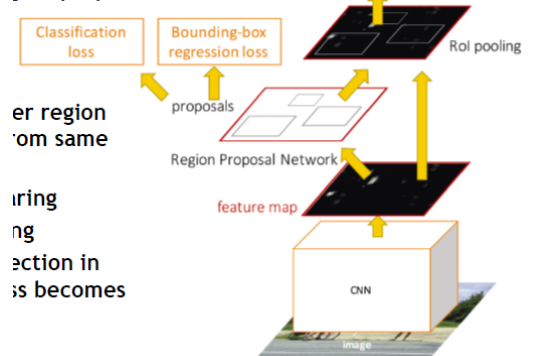 Classification
loss
Bounding-box
regression loss
RoI pooling
proposals
er region
rom same
Region Proposal Network
aring
feature map
ng
ection in
CNN
ss becomes
image